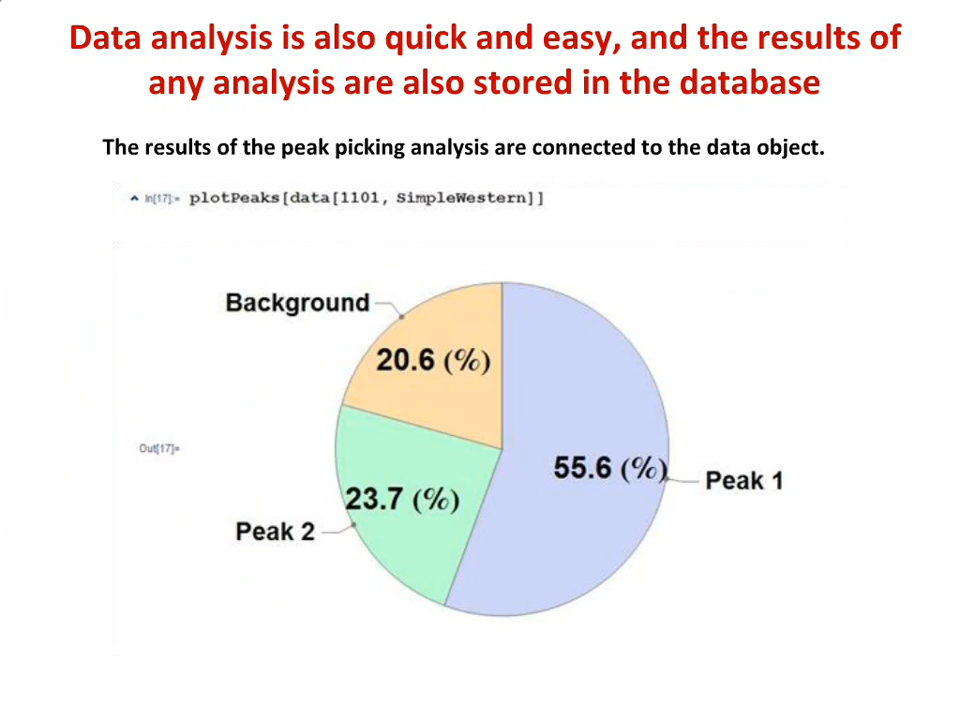 Data analysis is also quick and easy, and the results of
any analysis are also stored in the database
The results of the peak picking analysis are connected to the data object.
In[17]:= plotPeaks[data[1101, SimpleWestern]]
Background
20.6 (%)
Out[17]=
55.6 (%)
Peak 1
23.7 (%)
Peak 2